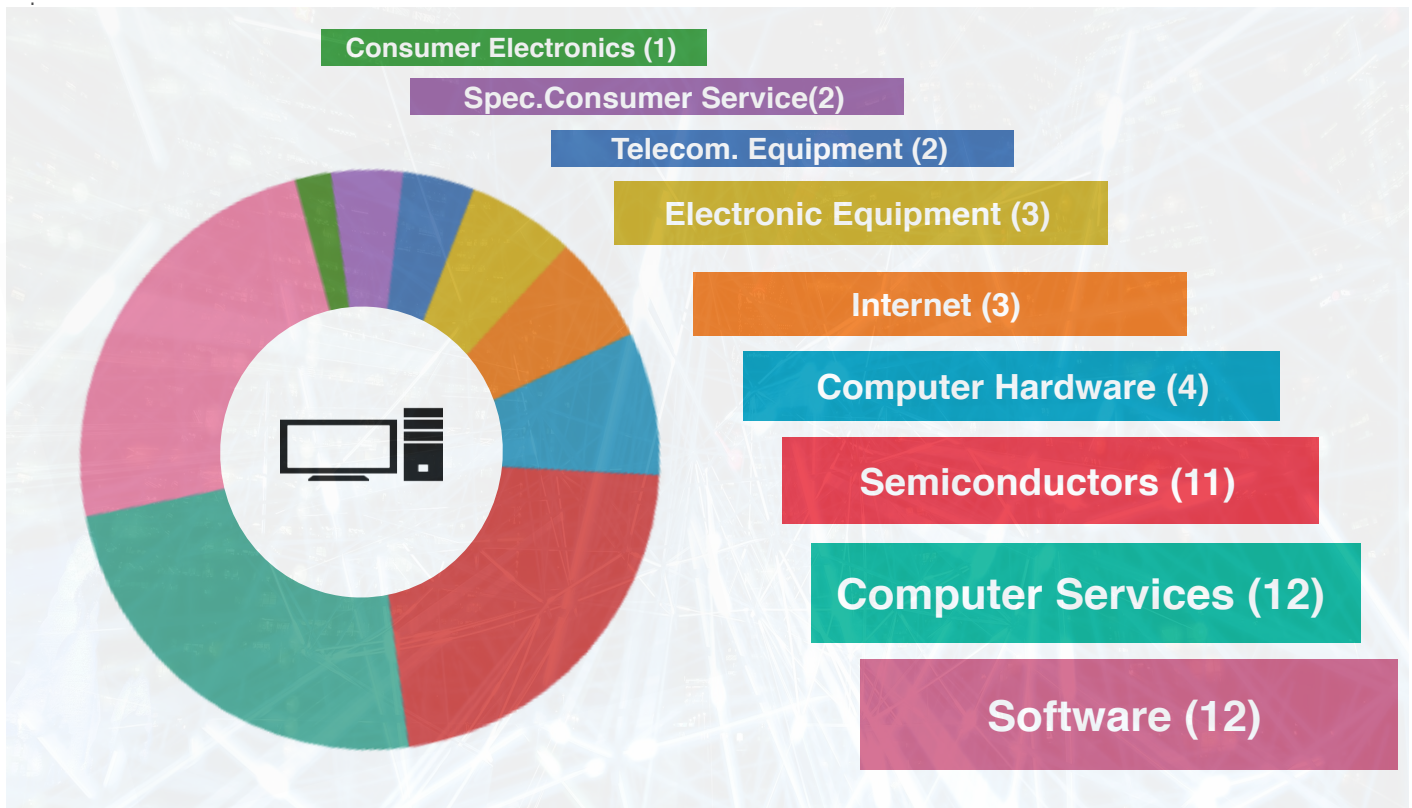 Consumer Electronics (1)
Spec.Consumer Service(2)
Telecom. Equipment (2)
Electronic Equipment (3)
Internet (3)
Computer Hardware (4)
Semiconductors (11)
Computer Services (12)
Software (12)